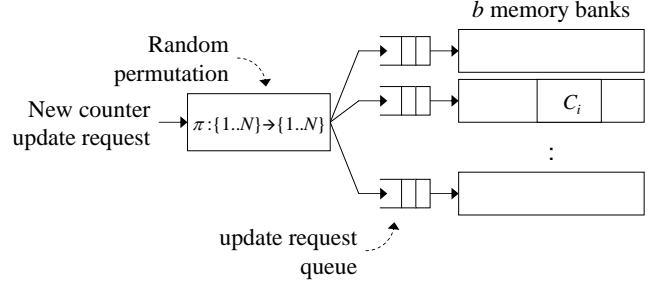 b memory banks
Random
permutation
New counter
update request
π:{1..N}→{1..N}
C_i
:
update request
queue